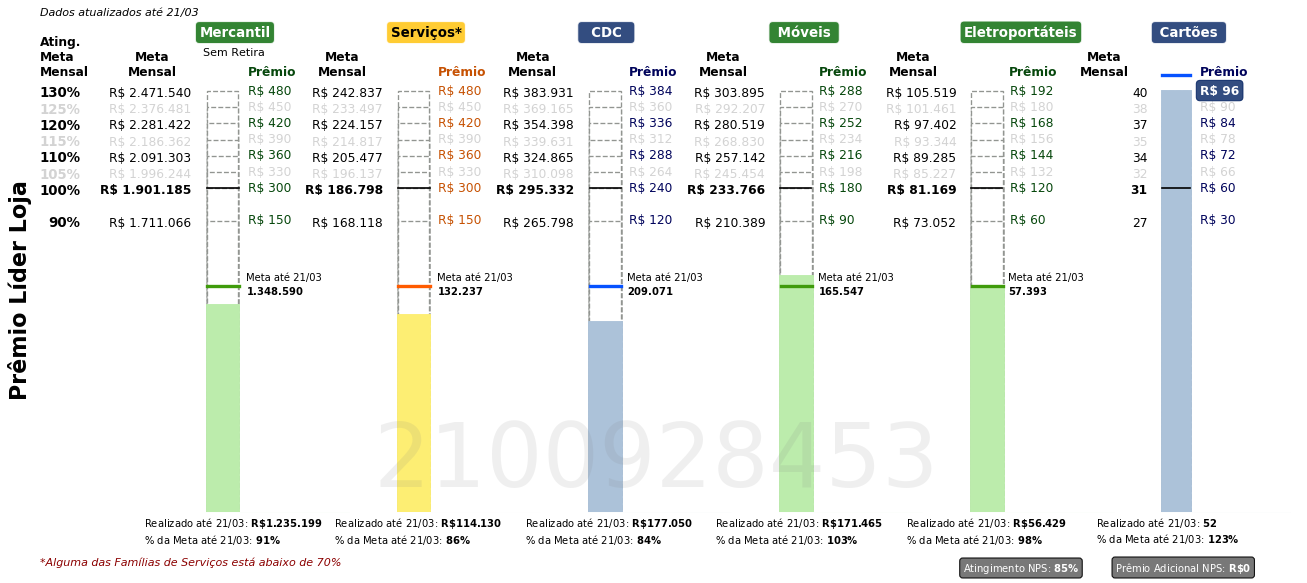 Dados atualizados até 21/03
Mercantil Serviços* CDC Móveis Eletroportáteis Cartões
Sem Retira
Ating. Meta Mensal
Meta Mensal Prêmio Meta Mensal Prêmio Meta Mensal Prêmio Meta Mensal Prêmio Meta Mensal Prêmio Meta Mensal Prêmio
130% R$ 2.471.540 R$ 480 R$ 242.837 R$ 480 R$ 383.931 R$ 384 R$ 303.895 R$ 288 R$ 105.519 R$ 192 40 R$ 96
125% R$ 2.376.481 R$ 450 R$ 233.497 R$ 450 R$ 369.165 R$ 360 R$ 292.207 R$ 270 R$ 101.461 R$ 180 38 R$ 90
120% R$ 2.281.422 R$ 420 R$ 224.157 R$ 420 R$ 354.398 R$ 336 R$ 280.519 R$ 252 R$ 97.402 R$ 168 37 R$ 84
115% R$ 2.186.362 R$ 390 R$ 214.817 R$ 390 R$ 339.631 R$ 312 R$ 268.830 R$ 234 R$ 93.344 R$ 156 35 R$ 78
110% R$ 2.091.303 R$ 360 R$ 205.477 R$ 360 R$ 324.865 R$ 288 R$ 257.142 R$ 216 R$ 89.285 R$ 144 34 R$ 72
105% R$ 1.996.244 R$ 330 R$ 196.137 R$ 330 R$ 310.098 R$ 264 R$ 245.454 R$ 198 R$ 85.227 R$ 132 32 R$ 66
100% R$ 1.901.185 R$ 300 R$ 186.798 R$ 300 R$ 295.332 R$ 240 R$ 233.766 R$ 180 R$ 81.169 R$ 120 31 R$ 60
90% R$ 1.711.066 R$ 150 R$ 168.118 R$ 150 R$ 265.798 R$ 120 R$ 210.389 R$ 90 R$ 73.052 R$ 60 27 R$ 30
Prêmio Líder Loja
Meta até 21/03 Meta até 21/03 Meta até 21/03 Meta até 21/03 Meta até 21/03
1.348.590 132.237 209.071 165.547 57.393
2100928453
Realizado até 21/03: R$1.235.199 Realizado até 21/03: R$114.130 Realizado até 21/03: R$177.050 Realizado até 21/03: R$171.465 Realizado até 21/03: R$56.429 Realizado até 21/03: 52
% da Meta até 21/03: 91% % da Meta até 21/03: 86% % da Meta até 21/03: 84% % da Meta até 21/03: 103% % da Meta até 21/03: 98% % da Meta até 21/03: 123%
*Alguma das Famílias de Serviços está abaixo de 70%
Atingimento NPS: 85% Prêmio Adicional NPS: R$0